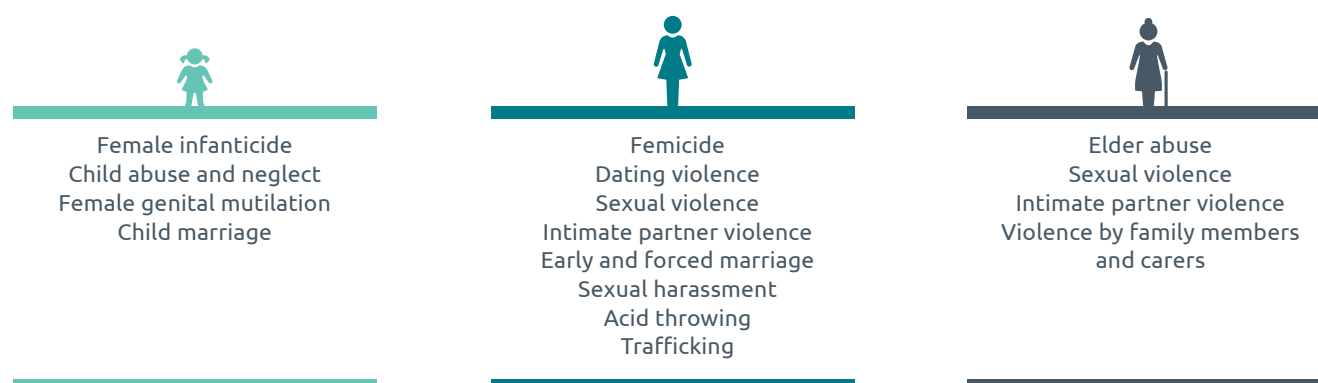 Female infanticide
Child abuse and neglect
Female genital mutilation
Child marriage
Femicide
Dating violence
Sexual violence
Intimate partner violence
Early and forced marriage
Sexual harassment
Acid throwing
Trafficking
Elder abuse
Sexual violence
Intimate partner violence
Violence by family members
and carers